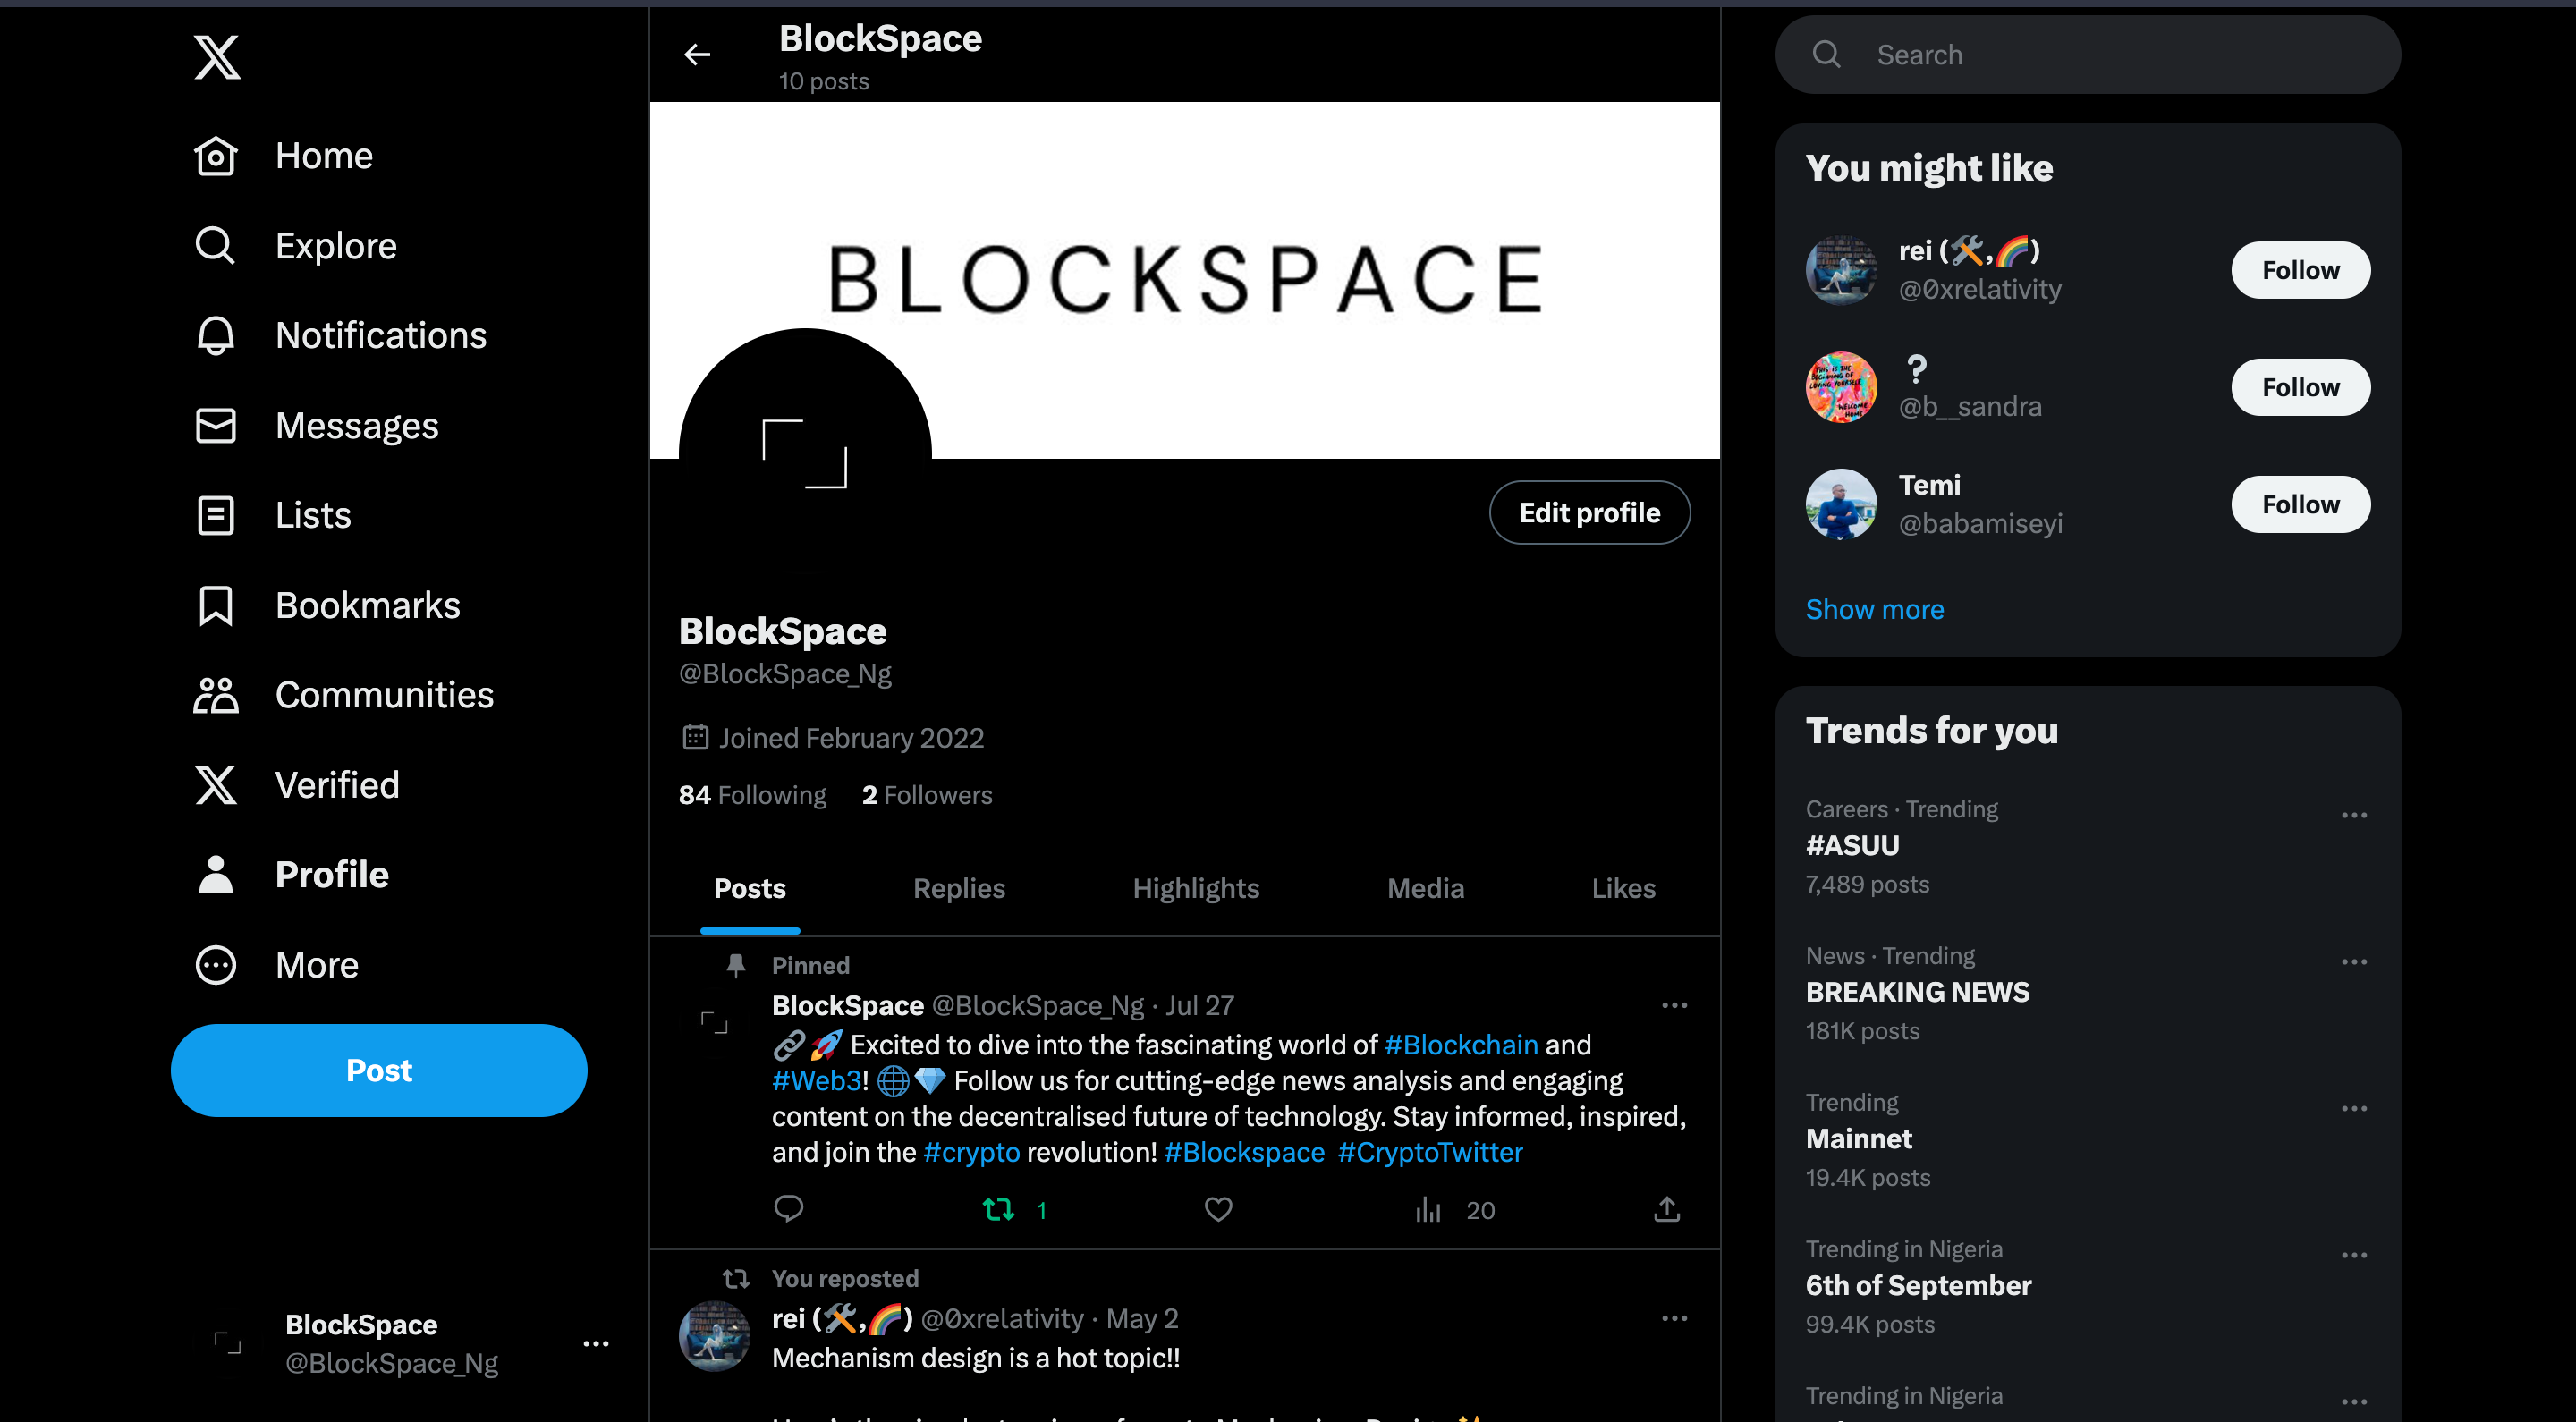 Home
Explore
Notifications
Messages
Lists
Bookmarks
Communities
Verified
Profile
More
Post
BlockSpace
@BlockSpace_Ng
BlockSpace
10 posts
BLOCKSPACE
Edit profile
BlockSpace
@BlockSpace_Ng
Joined February 2022
84 Following 2 Followers
Posts Replies Highlights Media Likes
Pinned
BlockSpace @BlockSpace_Ng · Jul 27
🔗🚀 Excited to dive into the fascinating world of #Blockchain and
#Web3! 🌐💎 Follow us for cutting-edge news analysis and engaging
content on the decentralised future of technology. Stay informed, inspired,
and join the #crypto revolution! #Blockspace #CryptoTwitter
1 20
You reposted
rei (🛠️,🌈) @0xrelativity · May 2
Mechanism design is a hot topic!!
Search
You might like
rei (🛠️,🌈)
@0xrelativity
Follow
?
@b__sandra
Follow
Temi
@babamiseyi
Follow
Show more
Trends for you
Careers · Trending
#ASUU
7,489 posts
News · Trending
BREAKING NEWS
181K posts
Trending
Mainnet
19.4K posts
Trending in Nigeria
6th of September
99.4K posts
Trending in Nigeria